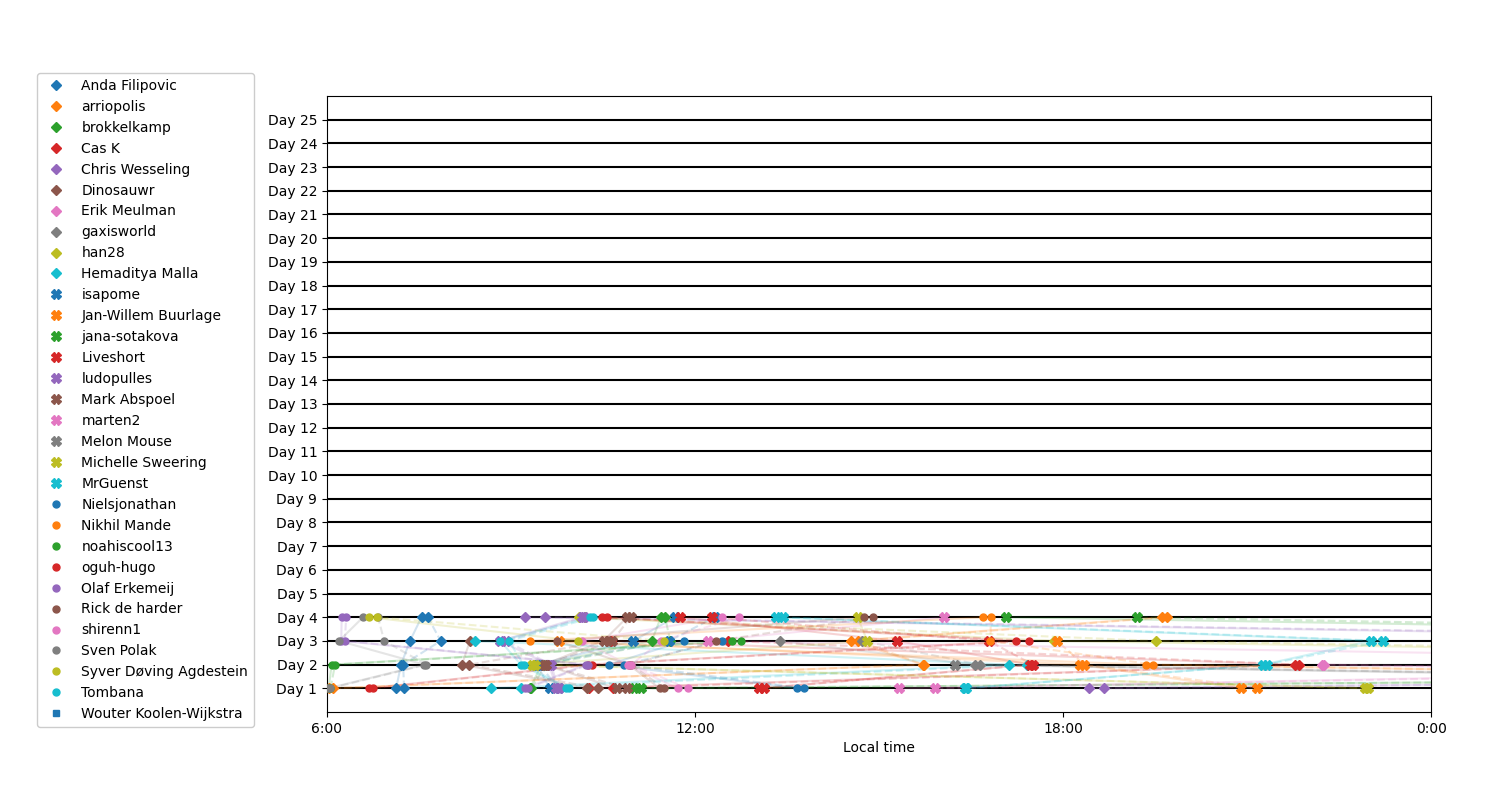 Anda Filipovic
arriopolis
brokkelkamp
Cas K
Chris Wesseling
Dinosauwr
Erik Meulman
gaxisworld
han28
Hemaditya Malla
isapome
Jan-Willem Buurlage
jana-sotakova
Liveshort
ludopulles
Mark Abspoel
marten2
Melon Mouse
Michelle Sweering
MrGuenst
Nielsjonathan
Nikhil Mande
noahiscool13
oguh-hugo
Olaf Erkemeij
Rick de harder
shirenn1
Sven Polak
Syver Døving Agdestein
Tombana
Wouter Koolen-Wijkstra
Day 25
Day 24
Day 23
Day 22
Day 21
Day 20
Day 19
Day 18
Day 17
Day 16
Day 15
Day 14
Day 13
Day 12
Day 11
Day 10
Day 9
Day 8
Day 7
Day 6
Day 5
Day 4
Day 3
Day 2
Day 1
6:00 12:00 18:00 0:00
Local time